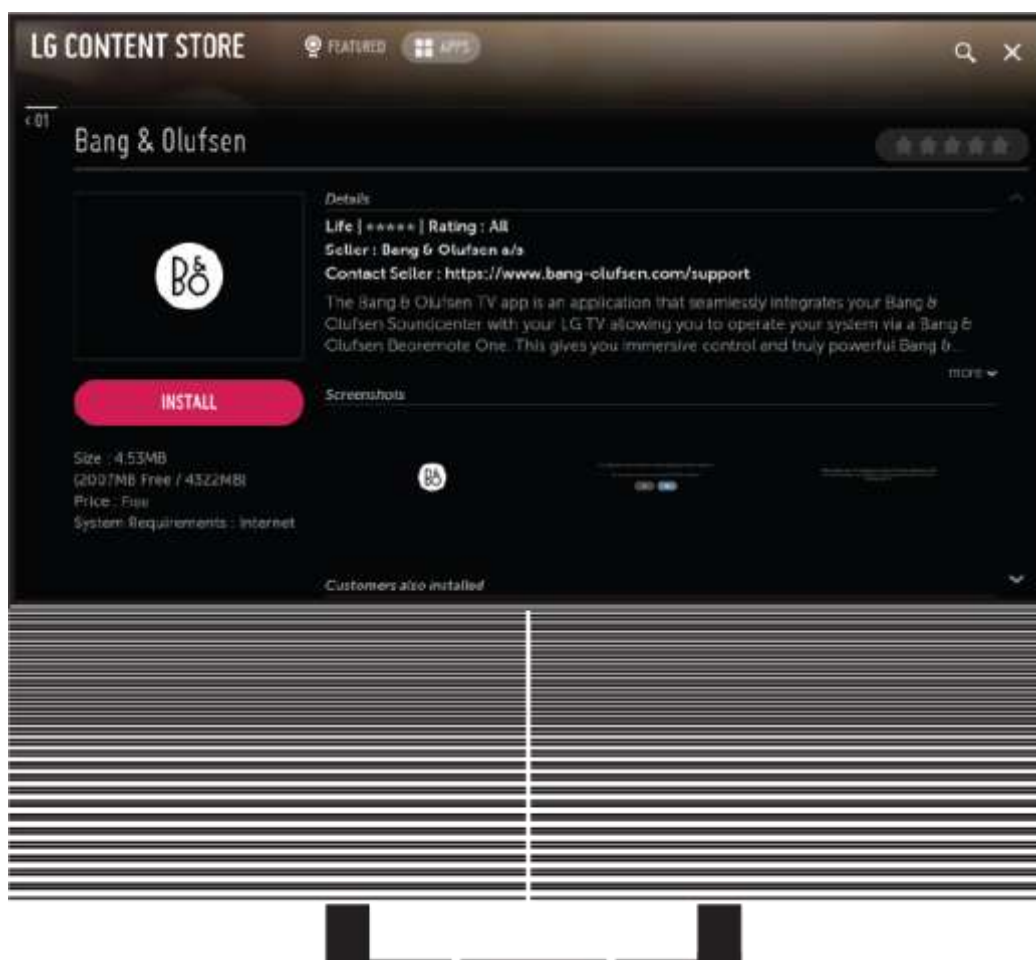 LG CONTENT STORE
FEATURED
APPS
< 01
Bang & Olufsen
Details
Life | ★★★★★ | Rating : All
Seller : Bang & Olufsen a/s
Contact Seller : https://www.bang-olufsen.com/support
The Bang & Olufsen TV app is an application that seamlessly integrates your Bang &
Olufsen Soundcenter with your LG TV allowing you to operate your system via a Bang &
Olufsen Beoremote One. This gives you immersive control and truly powerful Bang &...
more
B&O
INSTALL
Screenshots
Size : 4.53MB
(2007MB Free / 4322MB)
Price : Free
System Requirements : Internet
B&O
Customers also installed